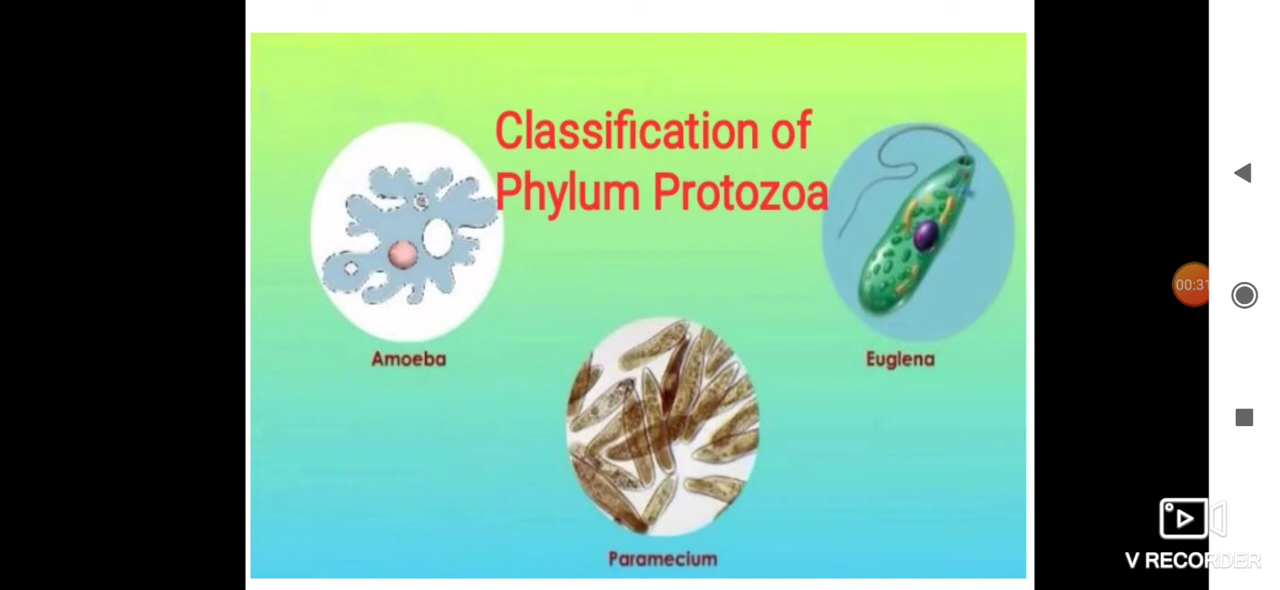 Classification of
Phylum Protozoa
Amoeba
Euglena
Paramecium
00:31
V RECORDER